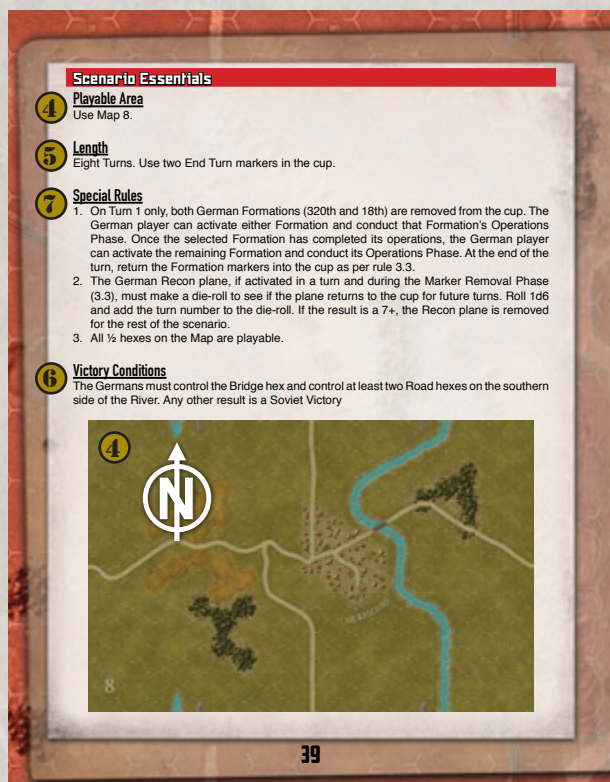 Scenario Essentials
4
Playable Area
Use Map 8.
5
Length
Eight Turns. Use two End Turn markers in the cup.
7
Special Rules
1. On Turn 1 only, both German Formations (320th and 18th) are removed from the cup. The
German player can activate either Formation and conduct that Formation's Operations
Phase. Once the selected Formation has completed its operations, the German player
can activate the remaining Formation and conduct its Operations Phase. At the end of the
turn, return the Formation markers into the cup as per rule 3.3.
2. The German Recon plane, if activated in a turn and during the Marker Removal Phase
(3.3), must make a die-roll to see if the plane returns to the cup for future turns. Roll 1d6
and add the turn number to the die-roll. If the result is a 7+, the Recon plane is removed
for the rest of the scenario.
3. All ½ hexes on the Map are playable.
6
Victory Conditions
The Germans must control the Bridge hex and control at least two Road hexes on the southern
side of the River. Any other result is a Soviet Victory
4
N
8
39